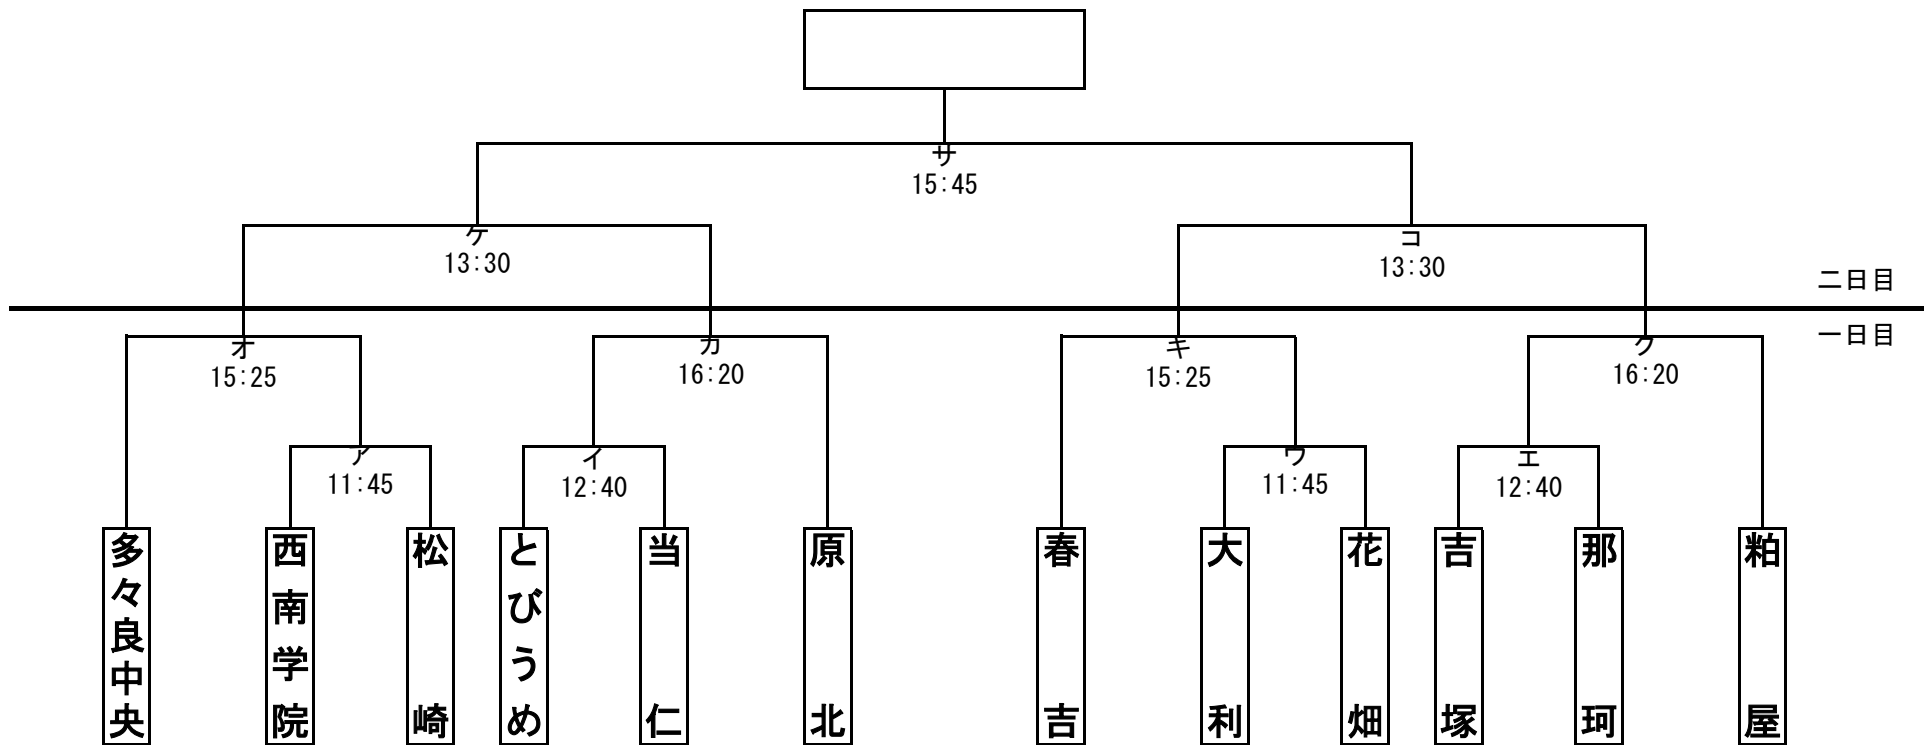 サ
15:45
ケ
13:30
コ
13:30
二日目
一日目
オ
15:25
カ
16:20
キ
15:25
ク
16:20
ア
11:45
イ
12:40
ウ
11:45
エ
12:40
多々良中央
西南学院
松崎
とびうめ
当仁
原北
春吉
大利
花畑
吉塚
那珂
粕屋